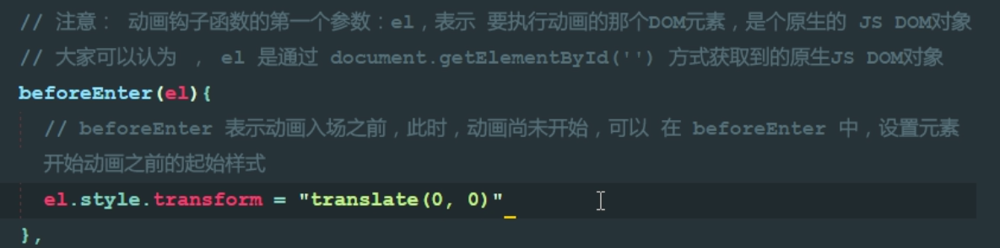 // 注意： 动画钩子函数的第一个参数：el，表示 要执行动画的那个DOM元素，是个原生的 JS DOM对象
// 大家可以认为 ， el 是通过 document.getElementById('') 方式获取到的原生JS DOM对象
beforeEnter(el){
// beforeEnter 表示动画入场之前，此时，动画尚未开始，可以 在 beforeEnter 中，设置元素
开始动画之前的起始样式
el.style.transform = "translate(0, 0)"
},